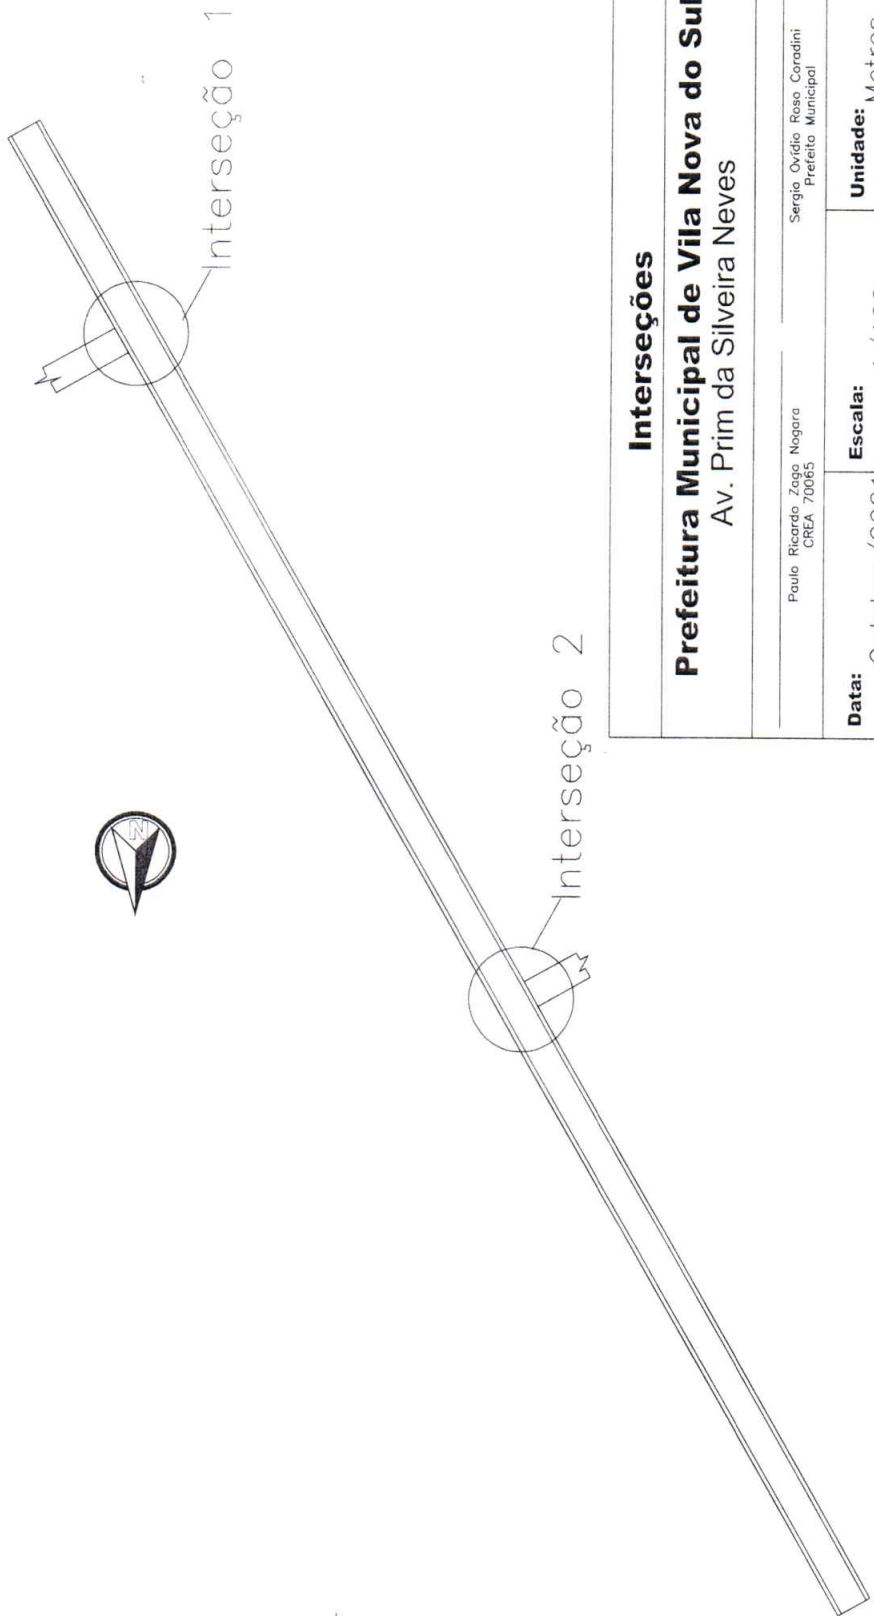 Interseção 1
N
Interseção 2
Interseções
Prefeitura Municipal de Vila Nova do Sul
Av. Prim da Silveira Neves
Paulo Ricardo Zago Nogara
CREA 70065
Sergio Ovídio Roso Coradini
Prefeito Municipal
Data:
Escala:
Unidade: